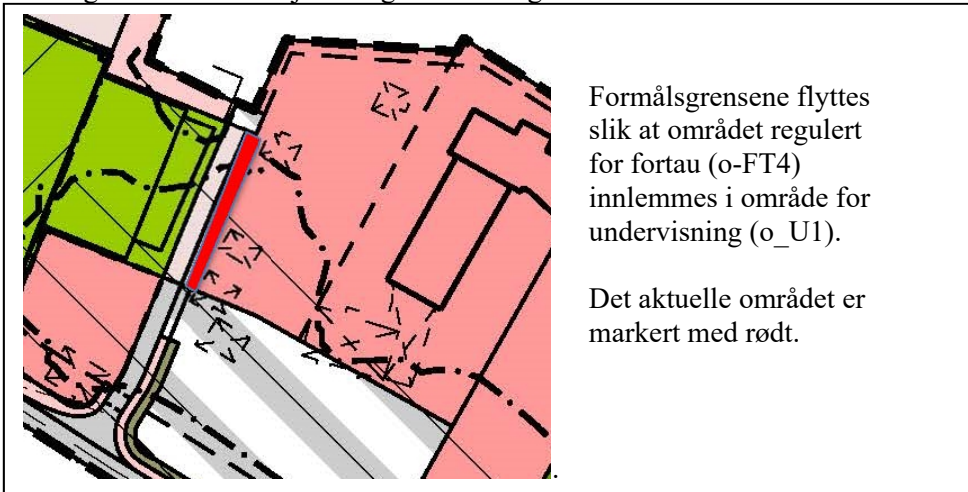 Formålsgrensene flyttes
slik at området regulert
for fortau (o-FT4)
innlemmes i område for
undervisning (o_U1).
Det aktuelle området er
markert med rødt.